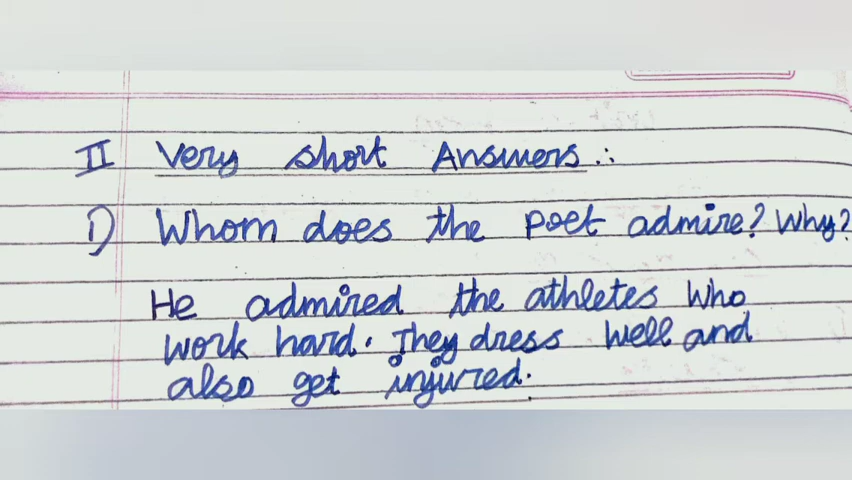 II Very short Answers :.
1) Whom does the poet admire? Why?
He admired the athletes who
work hard. They dress well and
also get injured.